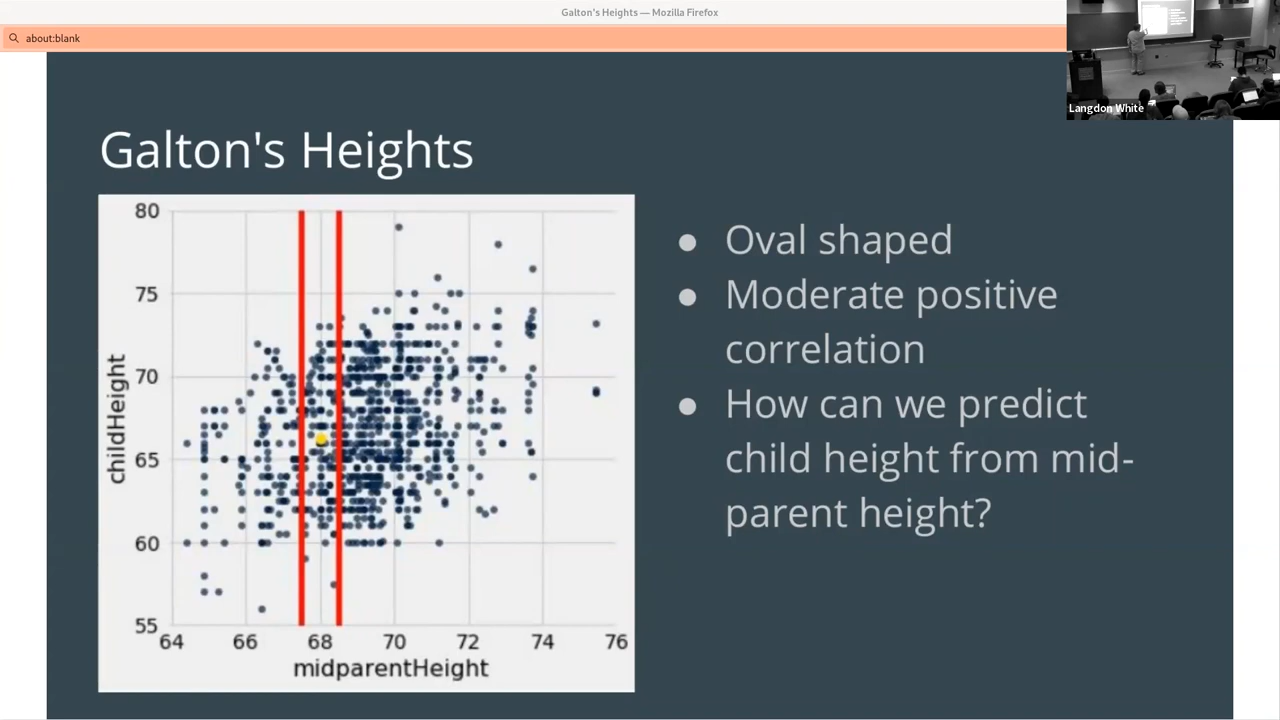 Galton's Heights — Mozilla Firefox
about:blank
Langdon White
Galton's Heights
80
75
70
65
60
55
childHeight
64 66 68 70 72 74 76
midparentHeight
● Oval shaped
● Moderate positive
correlation
● How can we predict
child height from mid-
parent height?